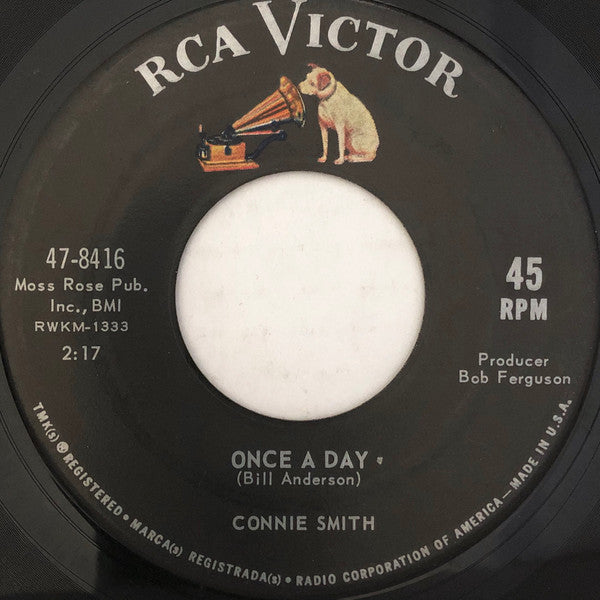 RCA VICTOR
47-8416
Moss Rose Pub.
Inc., BMI
RWKM-1333
2:17
45
RPM
Producer
Bob Ferguson
ONCE A DAY
(Bill Anderson)
CONNIE SMITH
TMK(s) ® REGISTERED • MARCA(s) REGISTRADA(s) • RADIO CORPORATION OF AMERICA—MADE IN U.S.A.